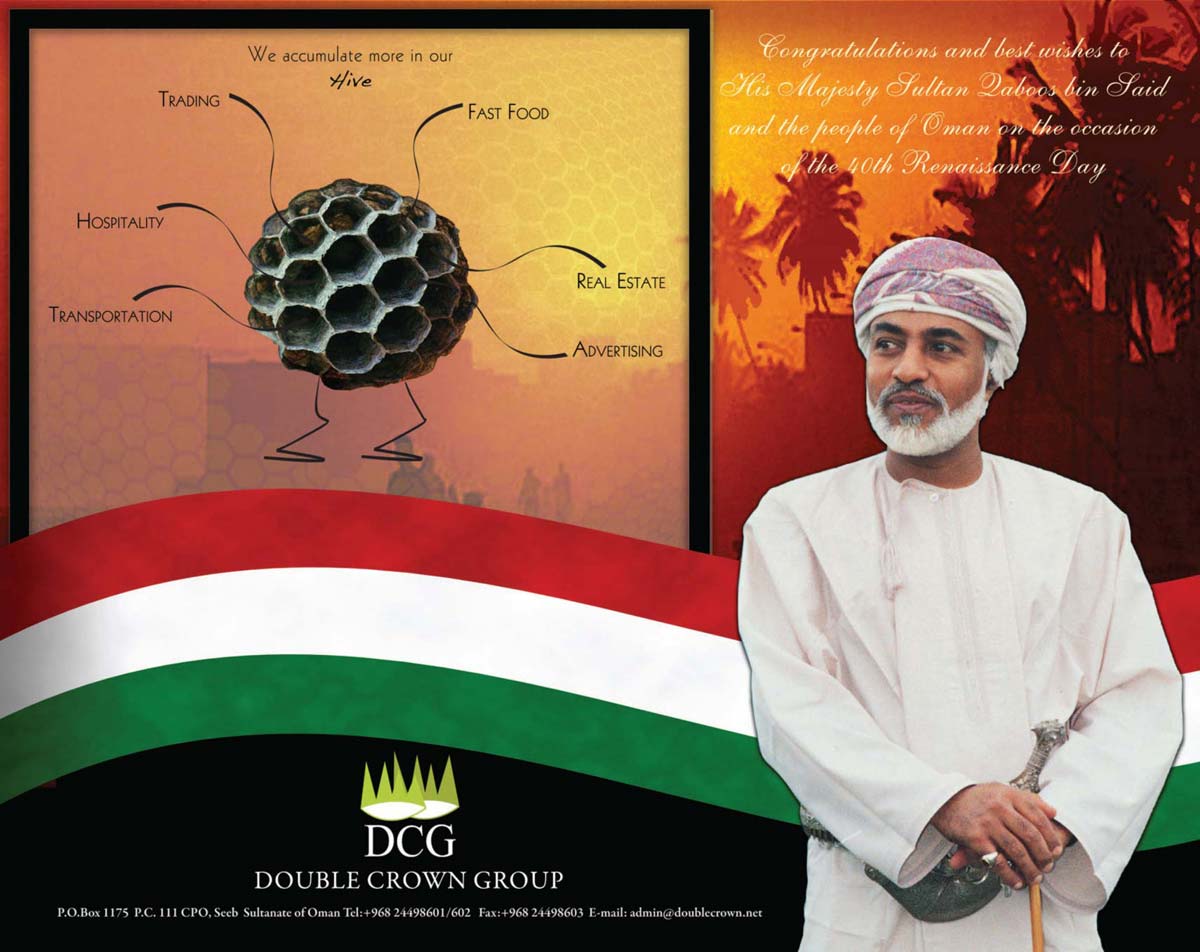 We accumulate more in our
Hive
TRADING
FAST FOOD
HOSPITALITY
REAL ESTATE
TRANSPORTATION
ADVERTISING
Congratulations and best wishes to
His Majesty Sultan Qaboos bin Said
and the people of Oman on the occasion
of the 40th Renaissance Day
DCG
DOUBLE CROWN GROUP
P.O.Box 1175 P.C. 111 CPO, Seeb Sultanate of Oman Tel:+968 24498601/602 Fax:+968 24498603 E-mail: admin@doublecrown.net